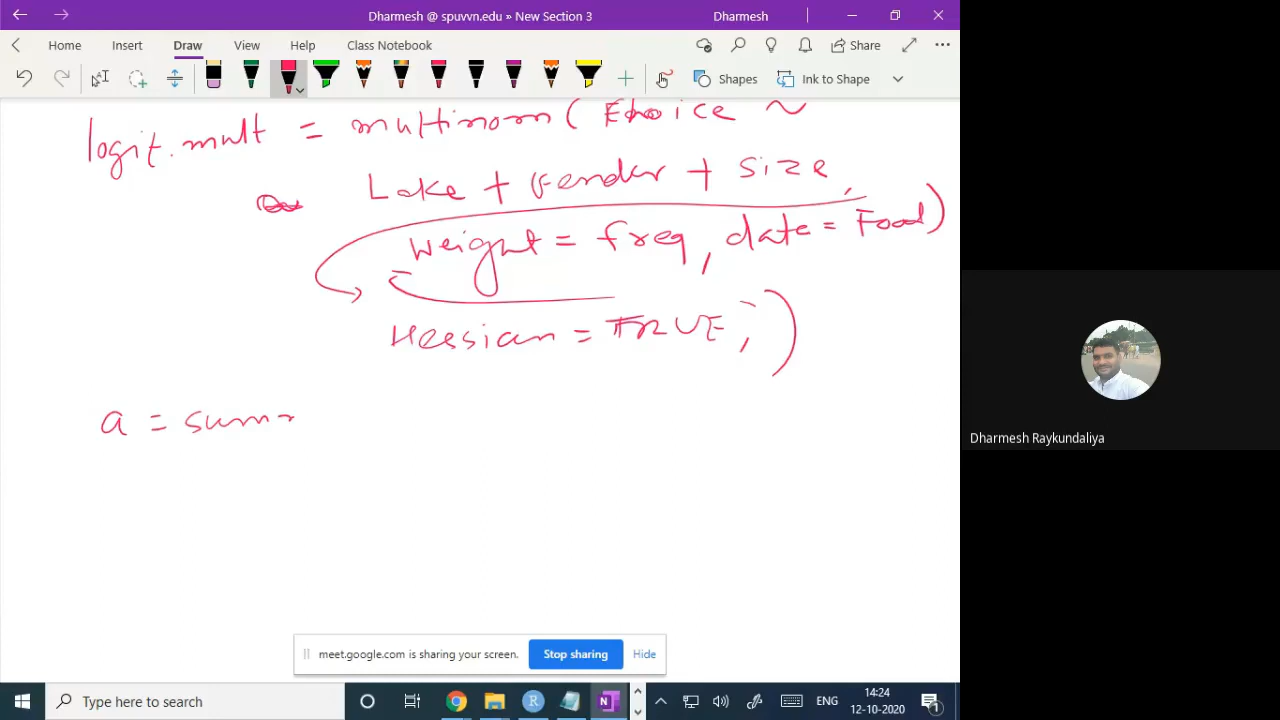 Dharmesh @ spuvvn.edu » New Section 3
Dharmesh
Home Insert Draw View Help Class Notebook
Share
Shapes
Ink to Shape
logit.mult = multinom( choice ~
Lake + Gender + size,
Weight = freq, data = Food)
Hessian = TRUE, )
a = sum
Dharmesh Raykundaliya
meet.google.com is sharing your screen.
Stop sharing
Hide
Type here to search
R
N
ENG
14:24
12-10-2020
1